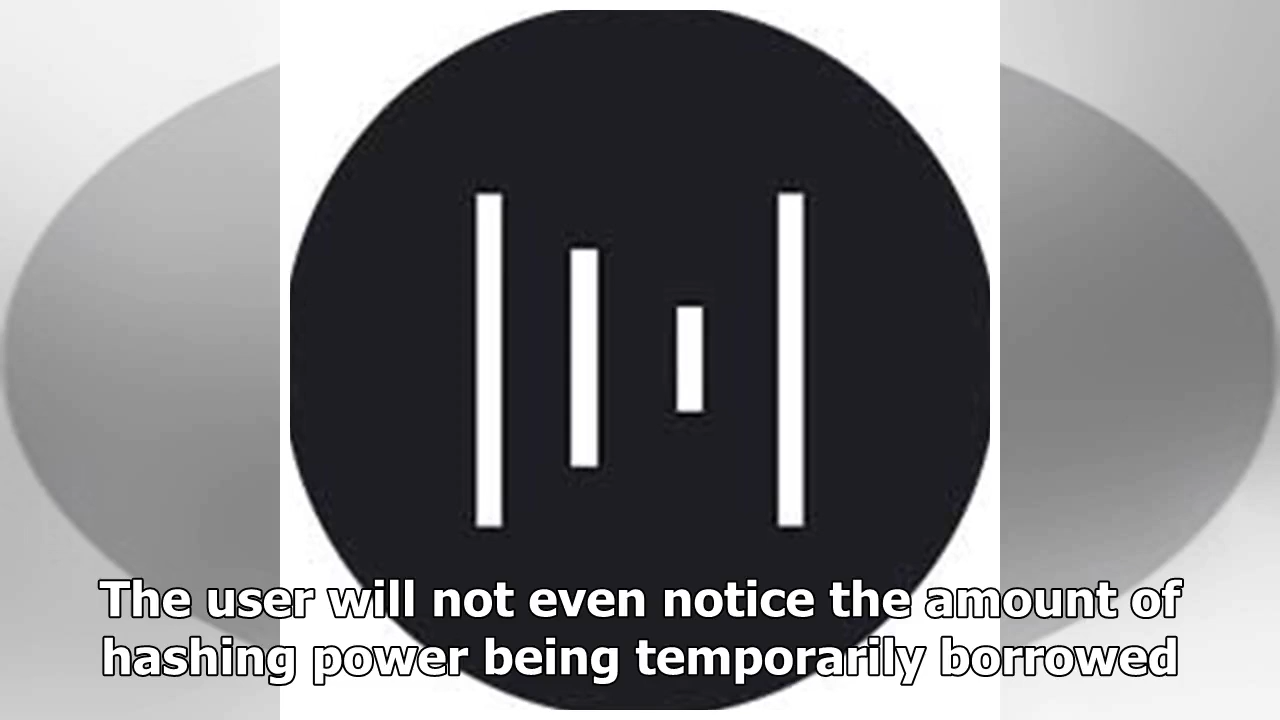 The user will not even notice the amount of
hashing power being temporarily borrowed